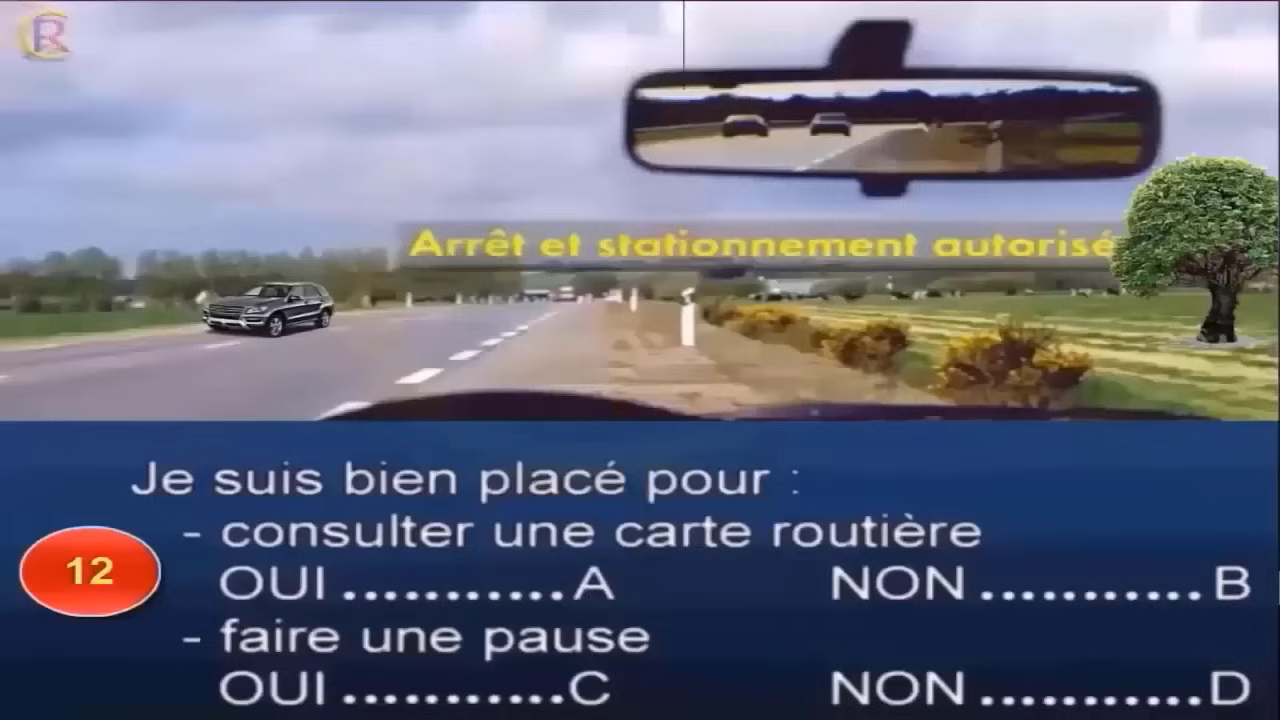 R
Arrêt et stationnement autorisé
Je suis bien placé pour :
- consulter une carte routière
OUI ...........A NON ...........B
12
- faire une pause
OUI ...........C NON ...........D